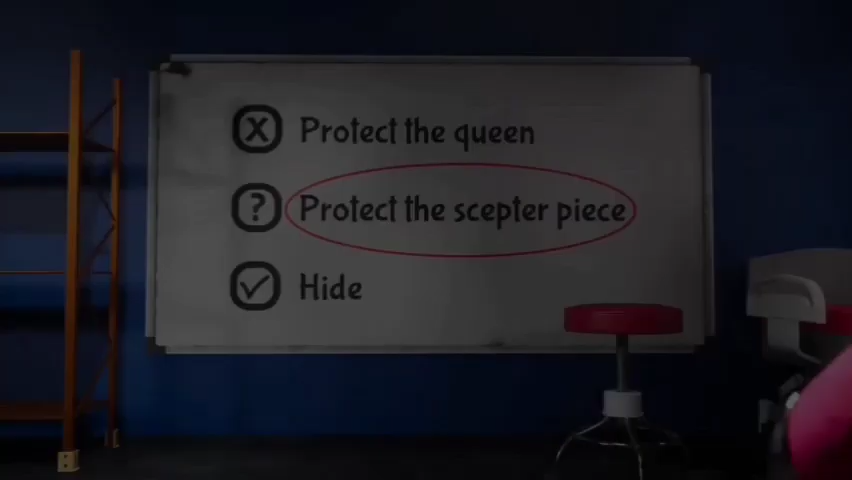 X Protect the queen
? Protect the scepter piece
✓ Hide